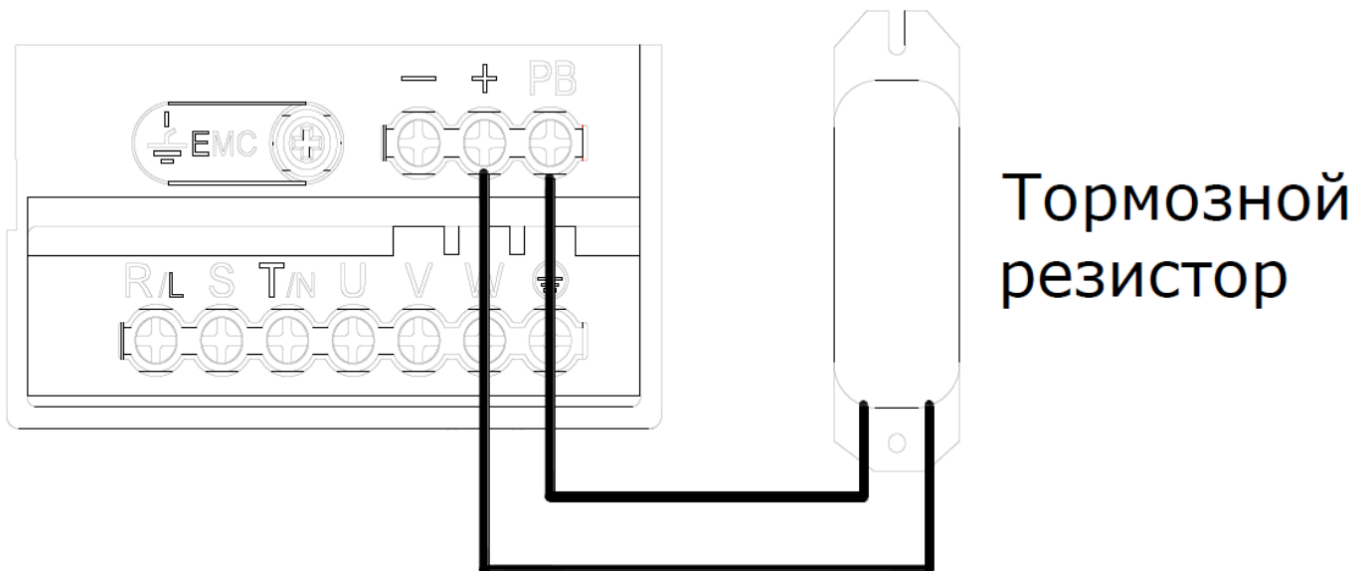 − + PB
EMC
R/L S T/N U V W
Тормозной
резистор